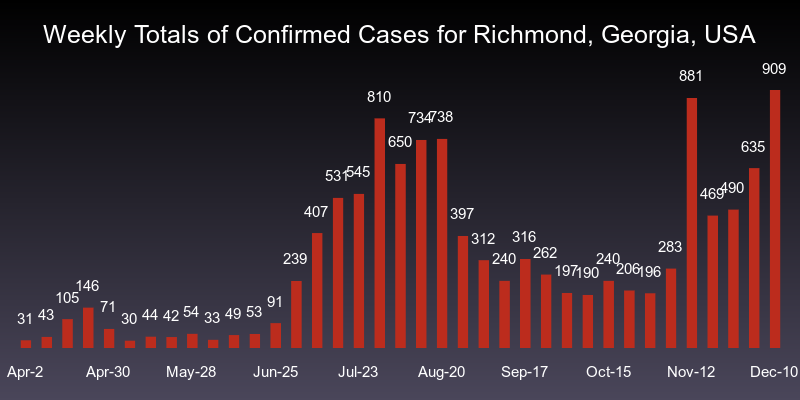 Weekly Totals of Confirmed Cases for Richmond, Georgia, USA
31 43 105 146 71 30 44 42 54 33 49 53 91 239 407 531 545 810 650 734 738 397 312 240 316 262 197 190 240 206 196 283 881 469 490 635 909
Apr-2 Apr-30 May-28 Jun-25 Jul-23 Aug-20 Sep-17 Oct-15 Nov-12 Dec-10